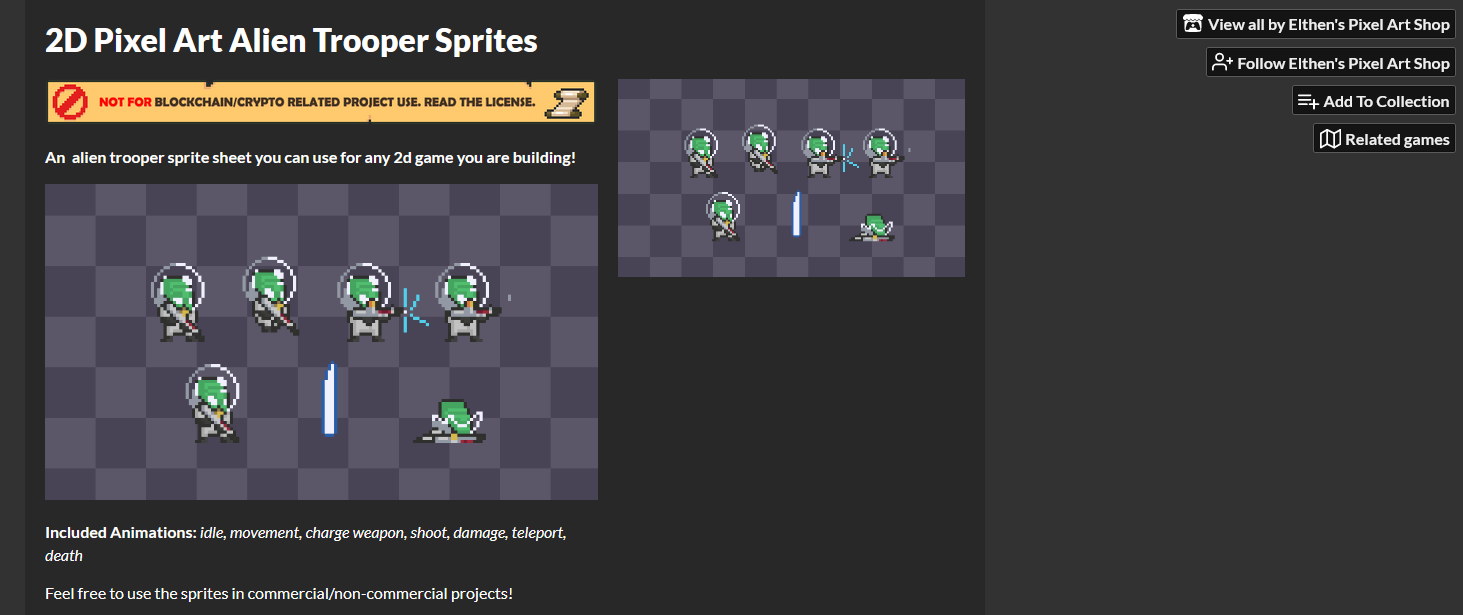 2D Pixel Art Alien Trooper Sprites
NOT FOR BLOCKCHAIN/CRYPTO RELATED PROJECT USE. READ THE LICENSE.
An  alien trooper sprite sheet you can use for any 2d game you are building!
Included Animations: idle, movement, charge weapon, shoot, damage, teleport,
death
Feel free to use the sprites in commercial/non-commercial projects!
View all by Elthen's Pixel Art Shop
Follow Elthen's Pixel Art Shop
Add To Collection
Related games